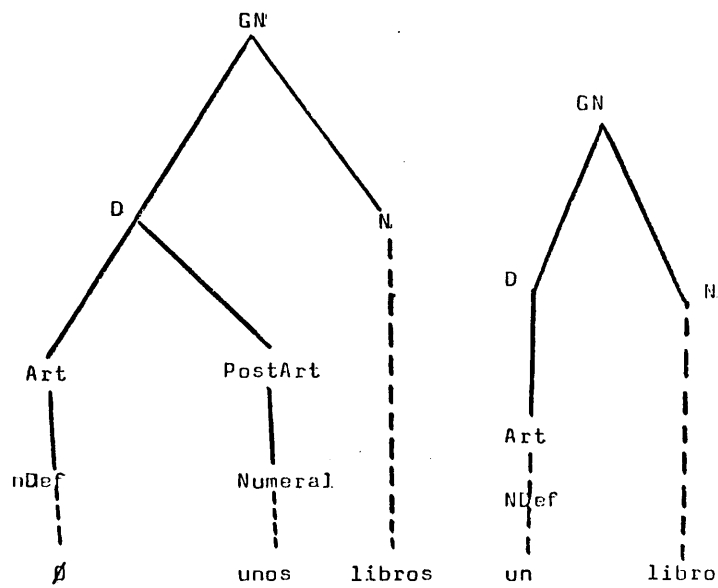 GN
GN
D
N
D
N
Art
PostArt
Art
nDef
Numeral
NDef
Ø
unos
libros
un
libro